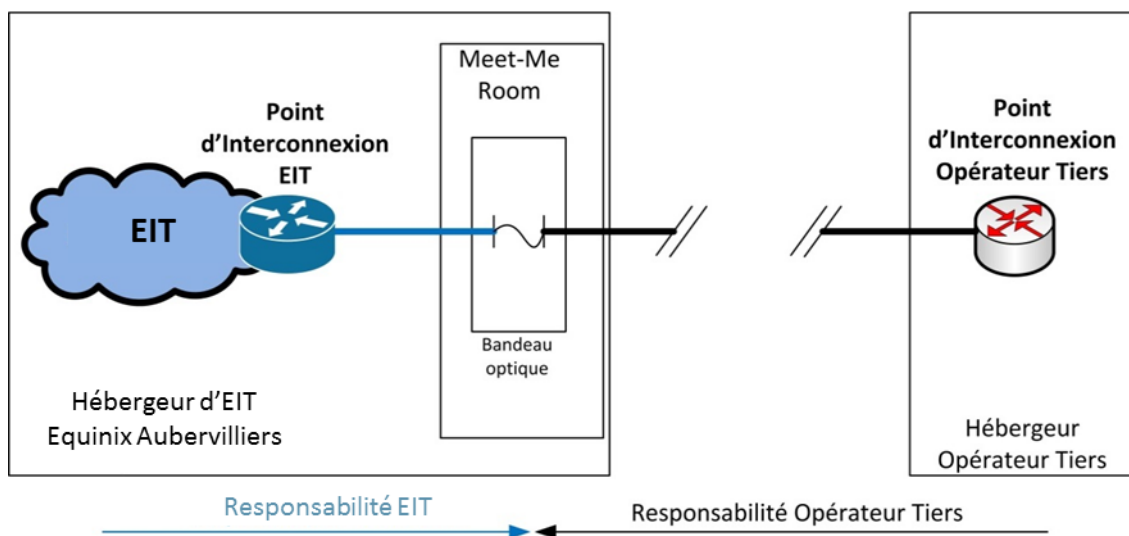 Meet-Me
Room
Point
d’Interconnexion
EIT
EIT
Bandeau
optique
Hébergeur d’EIT
Equinix Aubervilliers
Point
d’Interconnexion
Opérateur Tiers
Hébergeur
Opérateur Tiers
Responsabilité EIT
Responsabilité Opérateur Tiers